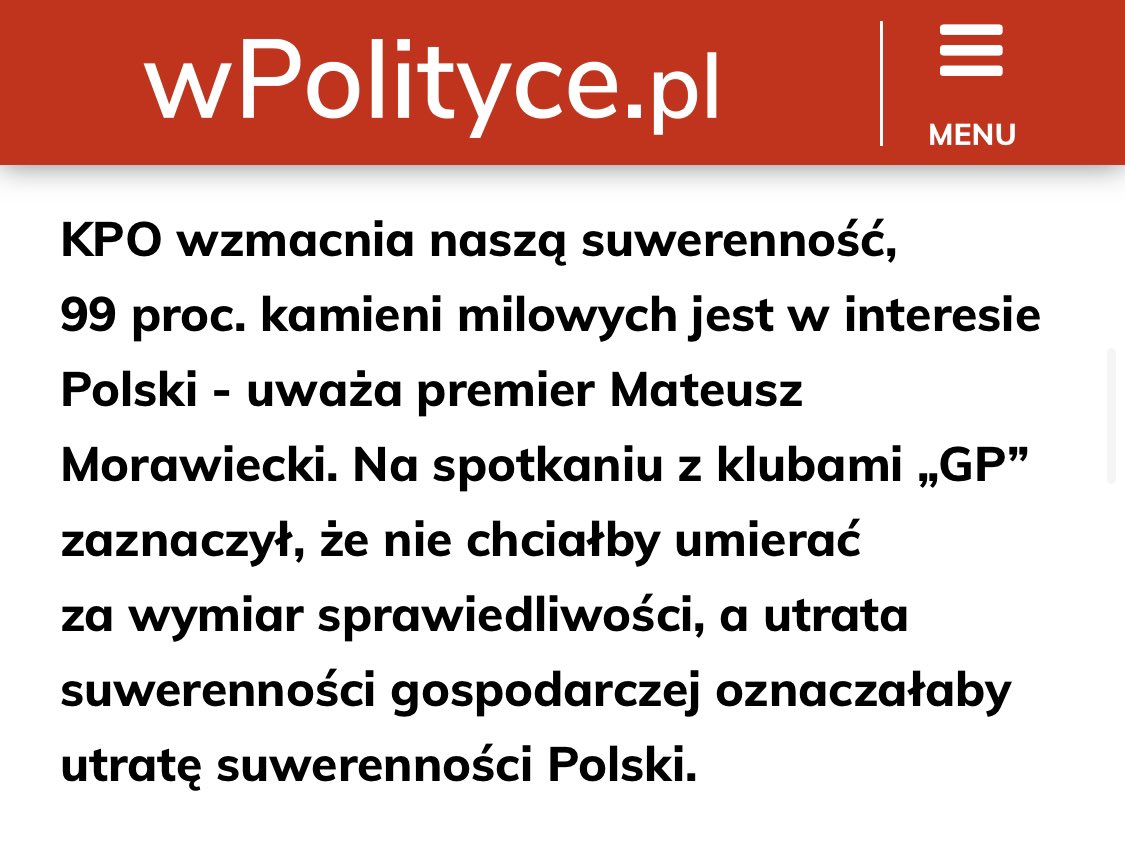 wPolityce.pl
MENU
KPO wzmacnia naszą suwerenność,
99 proc. kamieni milowych jest w interesie
Polski - uważa premier Mateusz
Morawiecki. Na spotkaniu z klubami „GP”
zaznaczył, że nie chciałby umierać
za wymiar sprawiedliwości, a utrata
suwerenności gospodarczej oznaczałaby
utratę suwerenności Polski.